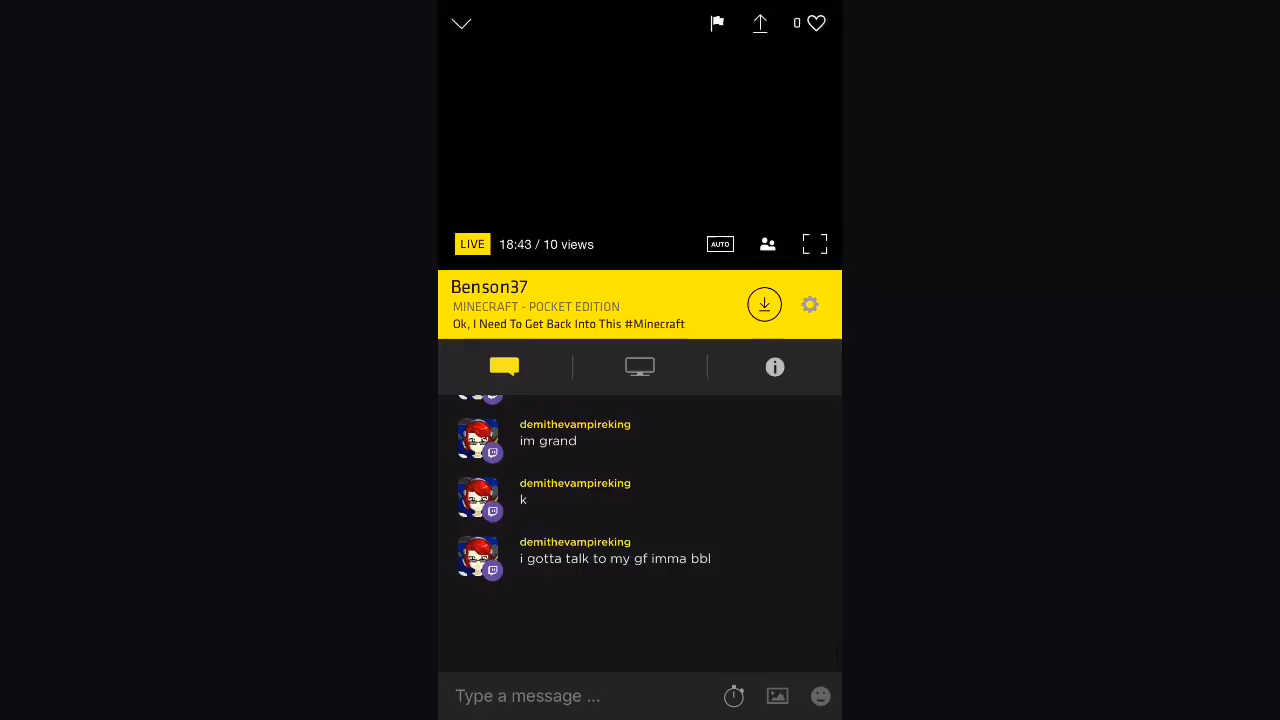 0
LIVE 18:43 / 10 views AUTO
Benson37
MINECRAFT - POCKET EDITION
Ok, I Need To Get Back Into This #Minecraft
demithevampireking
im grand
demithevampireking
k
demithevampireking
i gotta talk to my gf imma bbl
Type a message ...